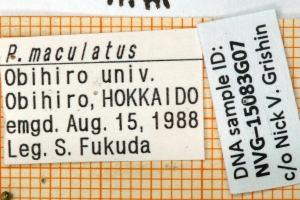 P. maculatus
Obihiro univ.
Obihiro, HOKKAIDO
emgd. Aug. 15, 1988
Leg. S. Fukuda
DNA sample ID:
NVG-15083G07
c/o Nick V. Grishin